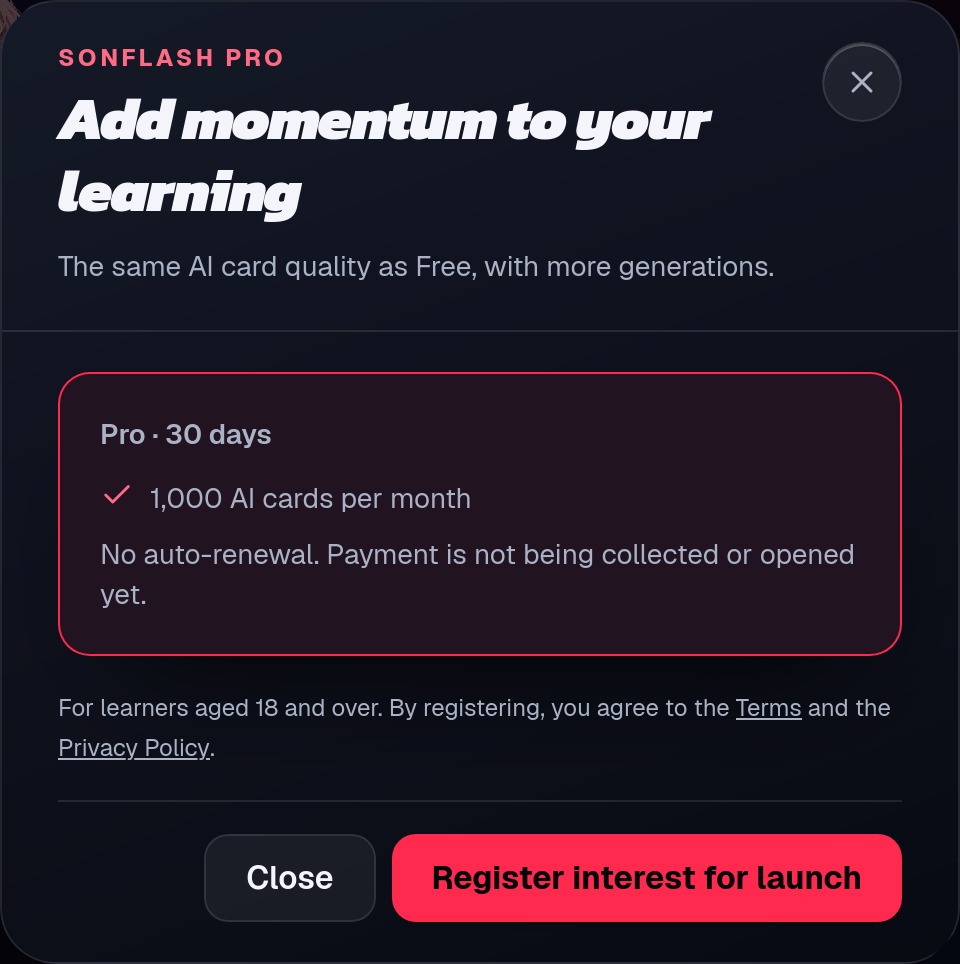 SONFLASH PRO
Add momentum to your
learning
The same AI card quality as Free, with more generations.
Pro · 30 days
1,000 AI cards per month
No auto-renewal. Payment is not being collected or opened
yet.
For learners aged 18 and over. By registering, you agree to the Terms and the
Privacy Policy.
Close
Register interest for launch